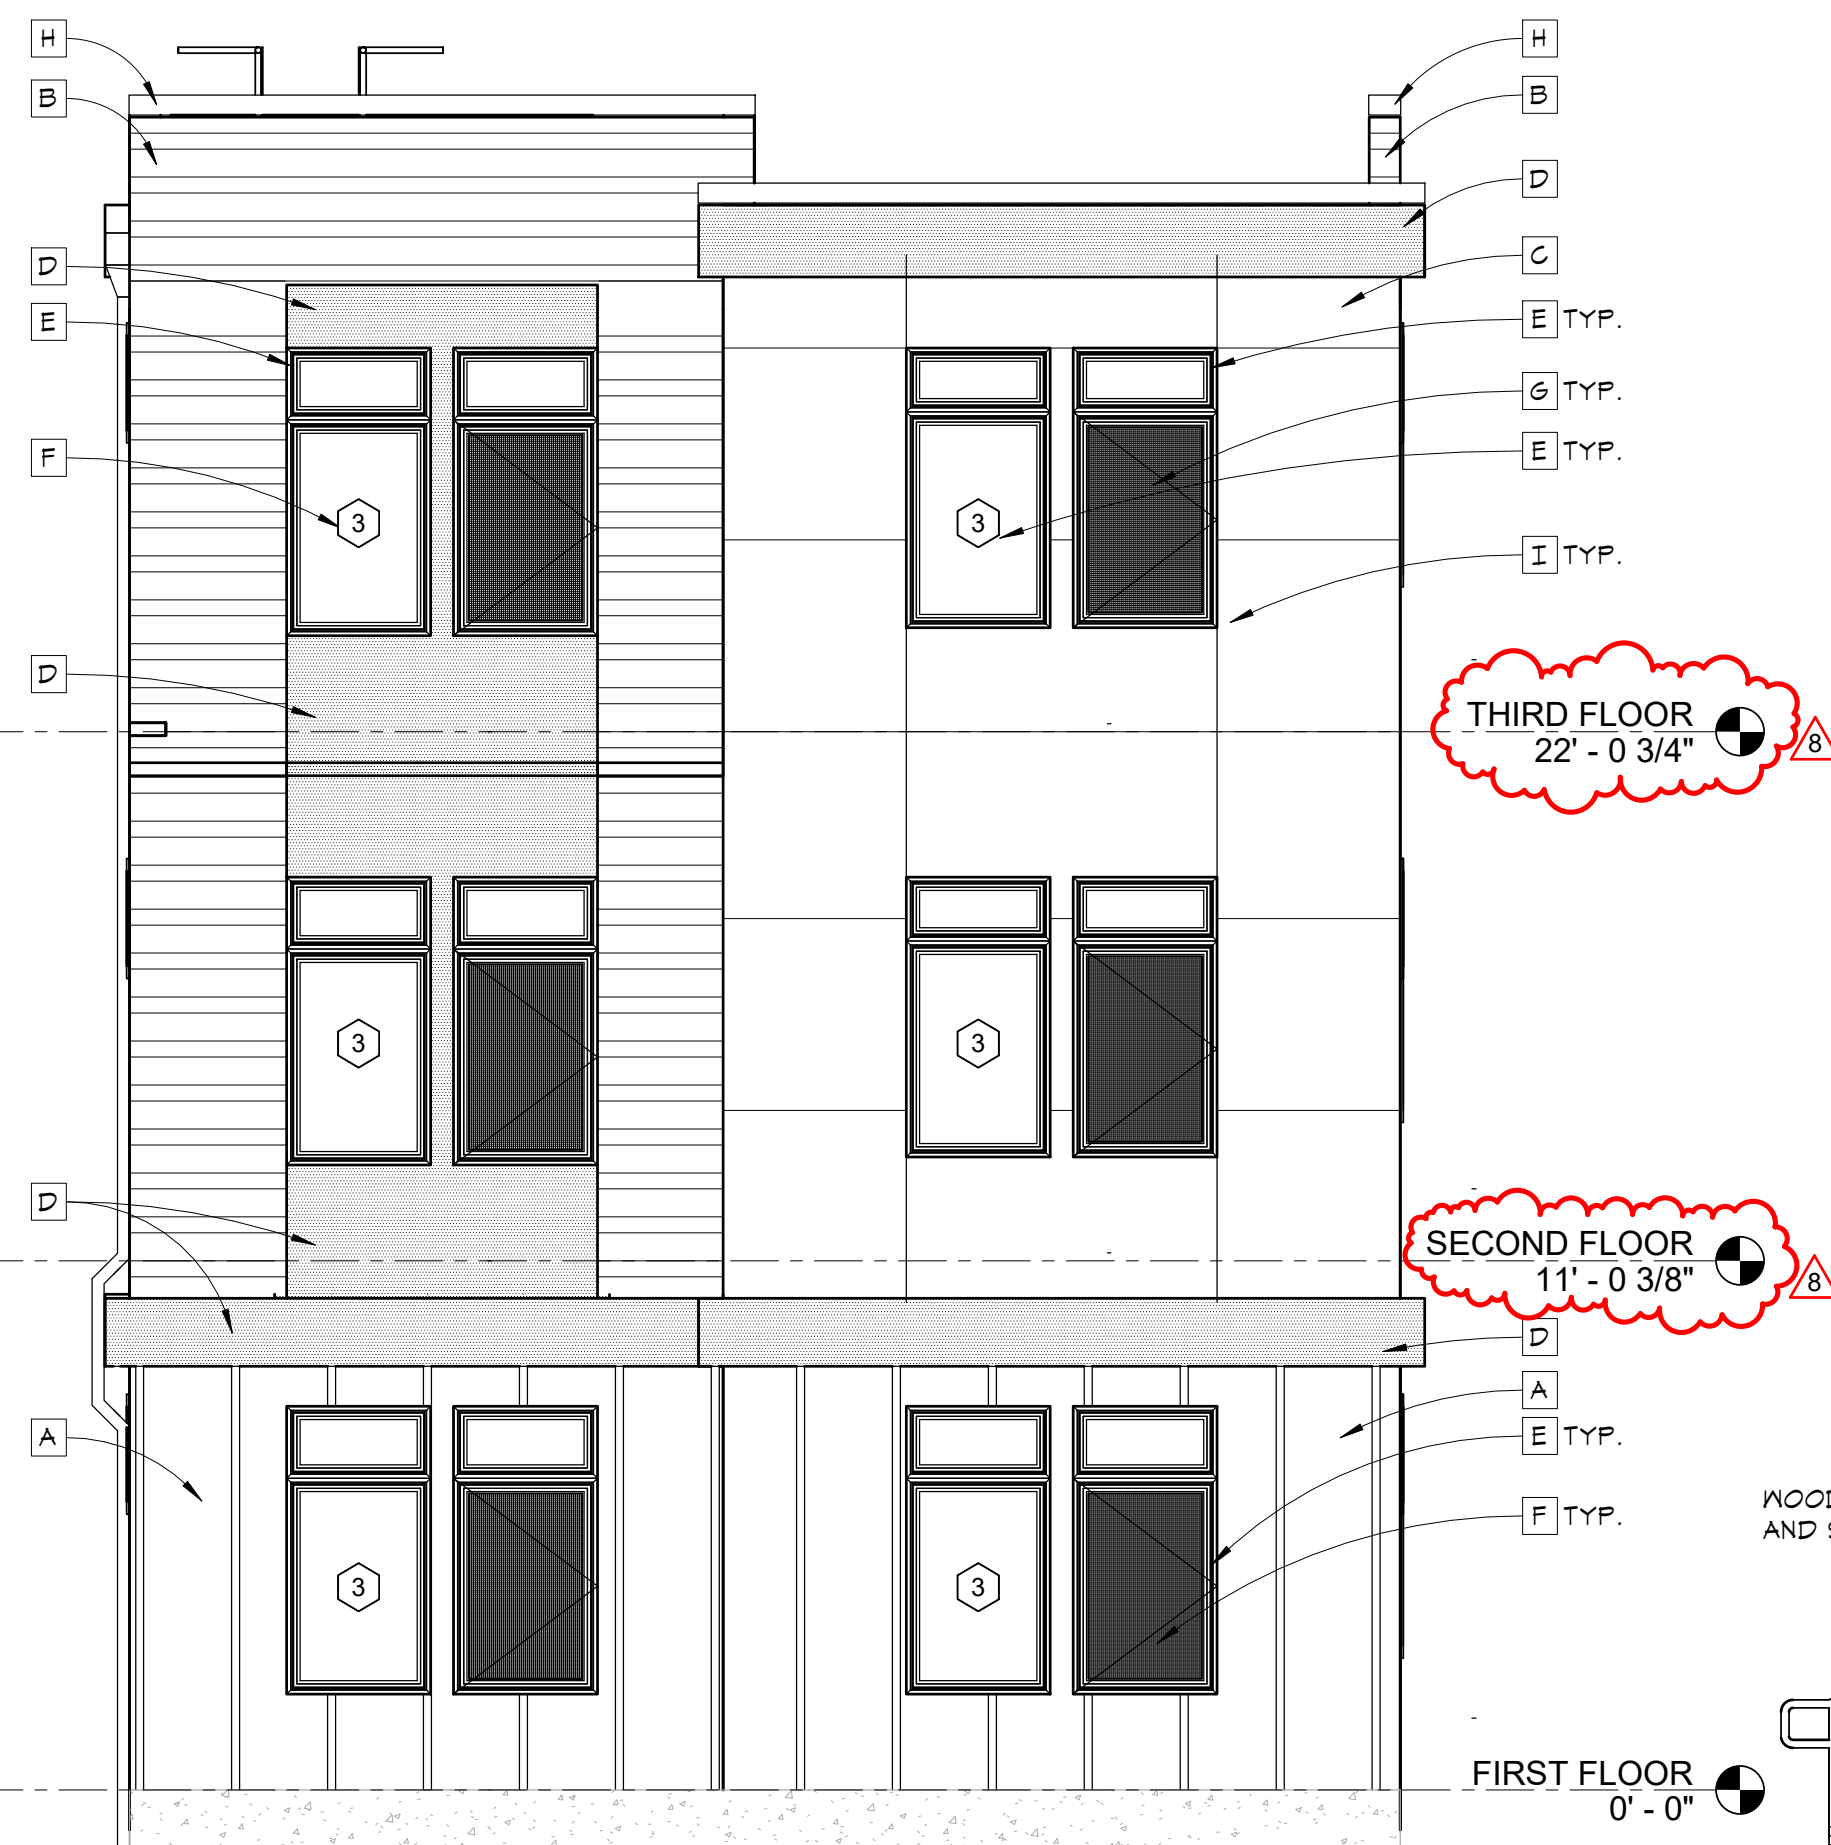 H
H
B
B
D
C
D
E
E TYP.
G TYP.
F
E TYP.
3
3
I TYP.
D
THIRD FLOOR
22' - 0 3/4"
8
3
3
D
SECOND FLOOR
11' - 0 3/8"
8
D
A
A
E TYP.
F TYP.
AND
3
3
FIRST FLOOR
0' - 0"